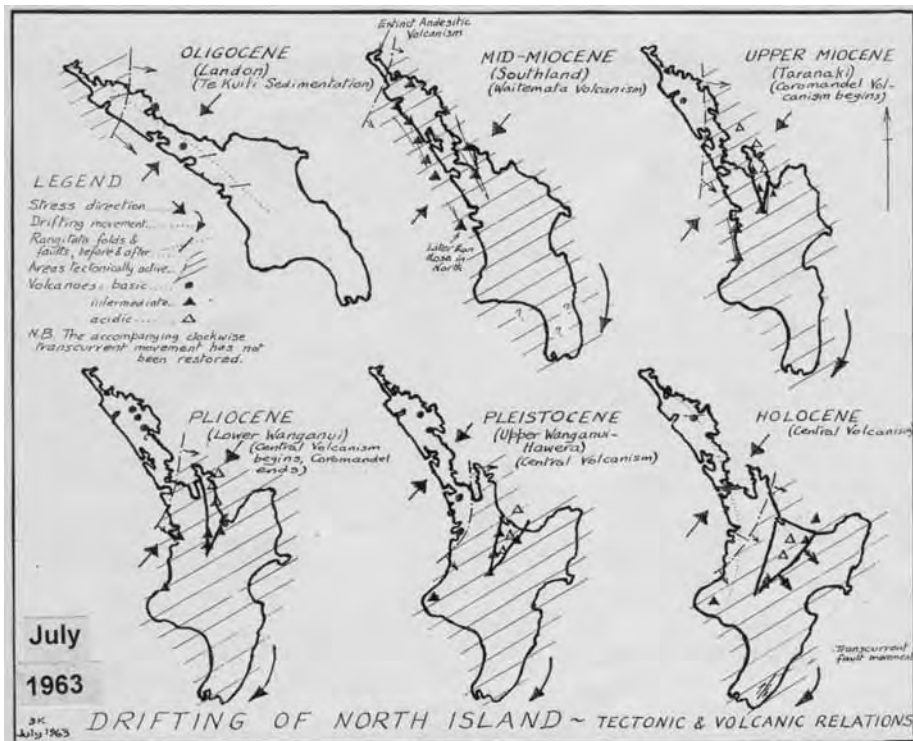 Extinct Andesitic
Volcanism
OLIGOCENE
(Landon)
(Te Kuiti Sedimentation)
MID-MIOCENE
(Southland)
(Waitemata Volcanism)
UPPER MIOCENE
(Taranaki)
(Coromandel Vol-
canism begins)
LEGEND
Stress direction
Drifting movement...
Rangitata folds &
faults, before & after...
Areas tectonically active..
Volcanoes: basic ..
intermediate..
acidic....
N.B. The accompanying clockwise
transcurrent movement has not
been restored.
Later than
those in
North
? ? ?
PLIOCENE
(Lower Wanganui)
(Central Volcanism
begins, Coromandel
ends)
PLEISTOCENE
(Upper Wanganui-
Hawera)
(Central Volcanism)
HOLOCENE
(Central Volcanism)
Transcurrent
fault movement
July
1963
July 1963
DRIFTING OF NORTH ISLAND ~ TECTONIC & VOLCANIC RELATIONS